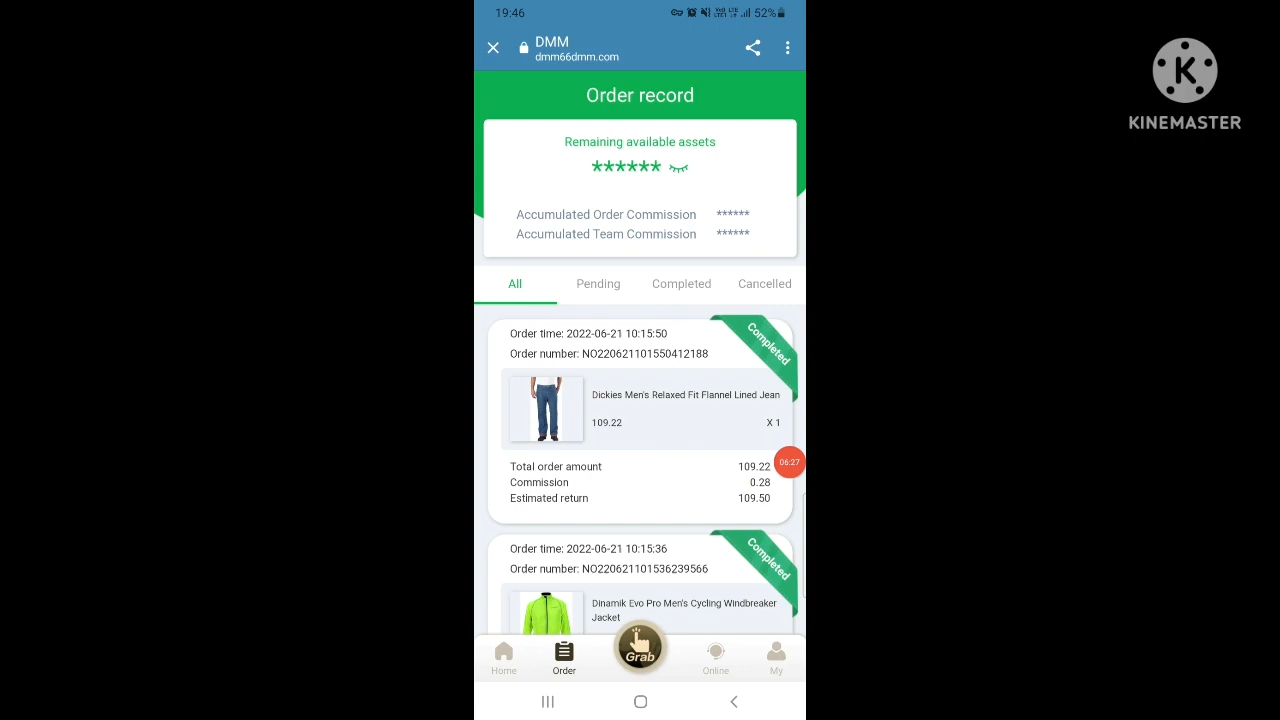 19:46
52%
DMM
dmm66dmm.com
K
KINEMASTER
Order record
Remaining available assets
******
Accumulated Order Commission ******
Accumulated Team Commission ******
All Pending Completed Cancelled
Order time: 2022-06-21 10:15:50
Completed
Order number: NO220621101550412188
Dickies Men's Relaxed Fit Flannel Lined Jean
109.22 X 1
06:27
Total order amount 109.22
Commission 0.28
Estimated return 109.50
Order time: 2022-06-21 10:15:36
Completed
Order number: NO220621101536239566
Dinamik Evo Pro Men's Cycling Windbreaker
Jacket
Grab
Home Order Online My